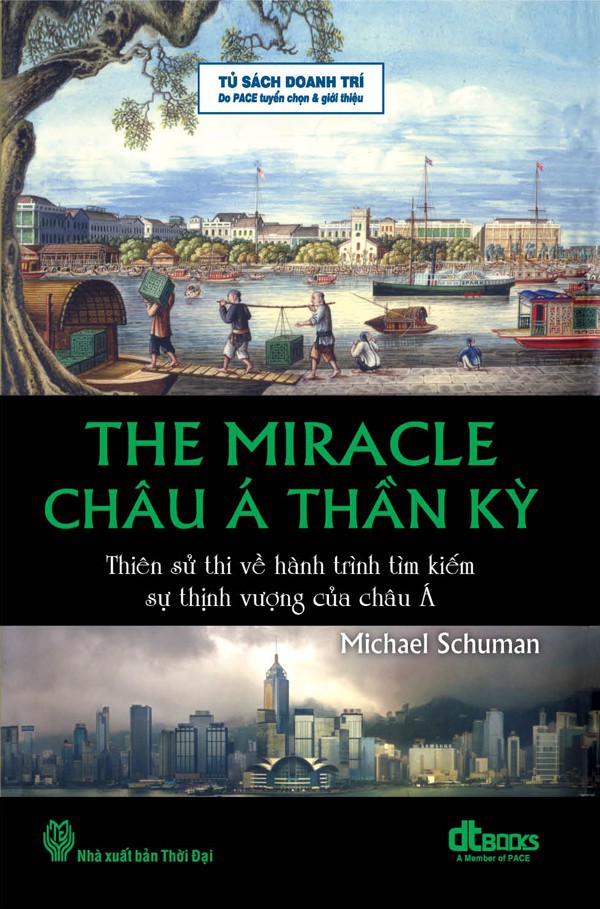 TỦ SÁCH DOANH TRÍ
Do PACE tuyển chọn & giới thiệu
SPARK
THE MIRACLE
CHÂU Á THẦN KỲ
Thiên sử thi về hành trình tìm kiếm
sự thịnh vượng của châu Á
Michael Schuman
SAMSUNG
Nhà xuất bản Thời Đại
dtBOOKS
A Member of PACE